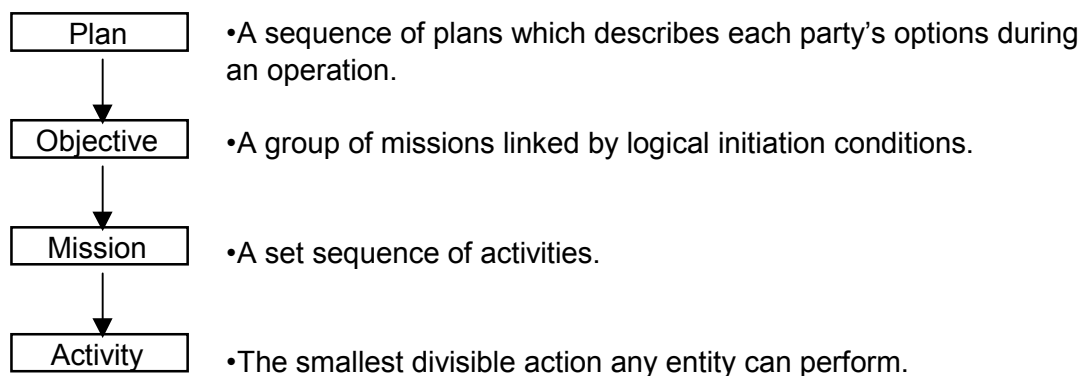 Plan
•A sequence of plans which describes each party’s options during
an operation.
Objective
•A group of missions linked by logical initiation conditions.
Mission
•A set sequence of activities.
Activity
•The smallest divisible action any entity can perform.